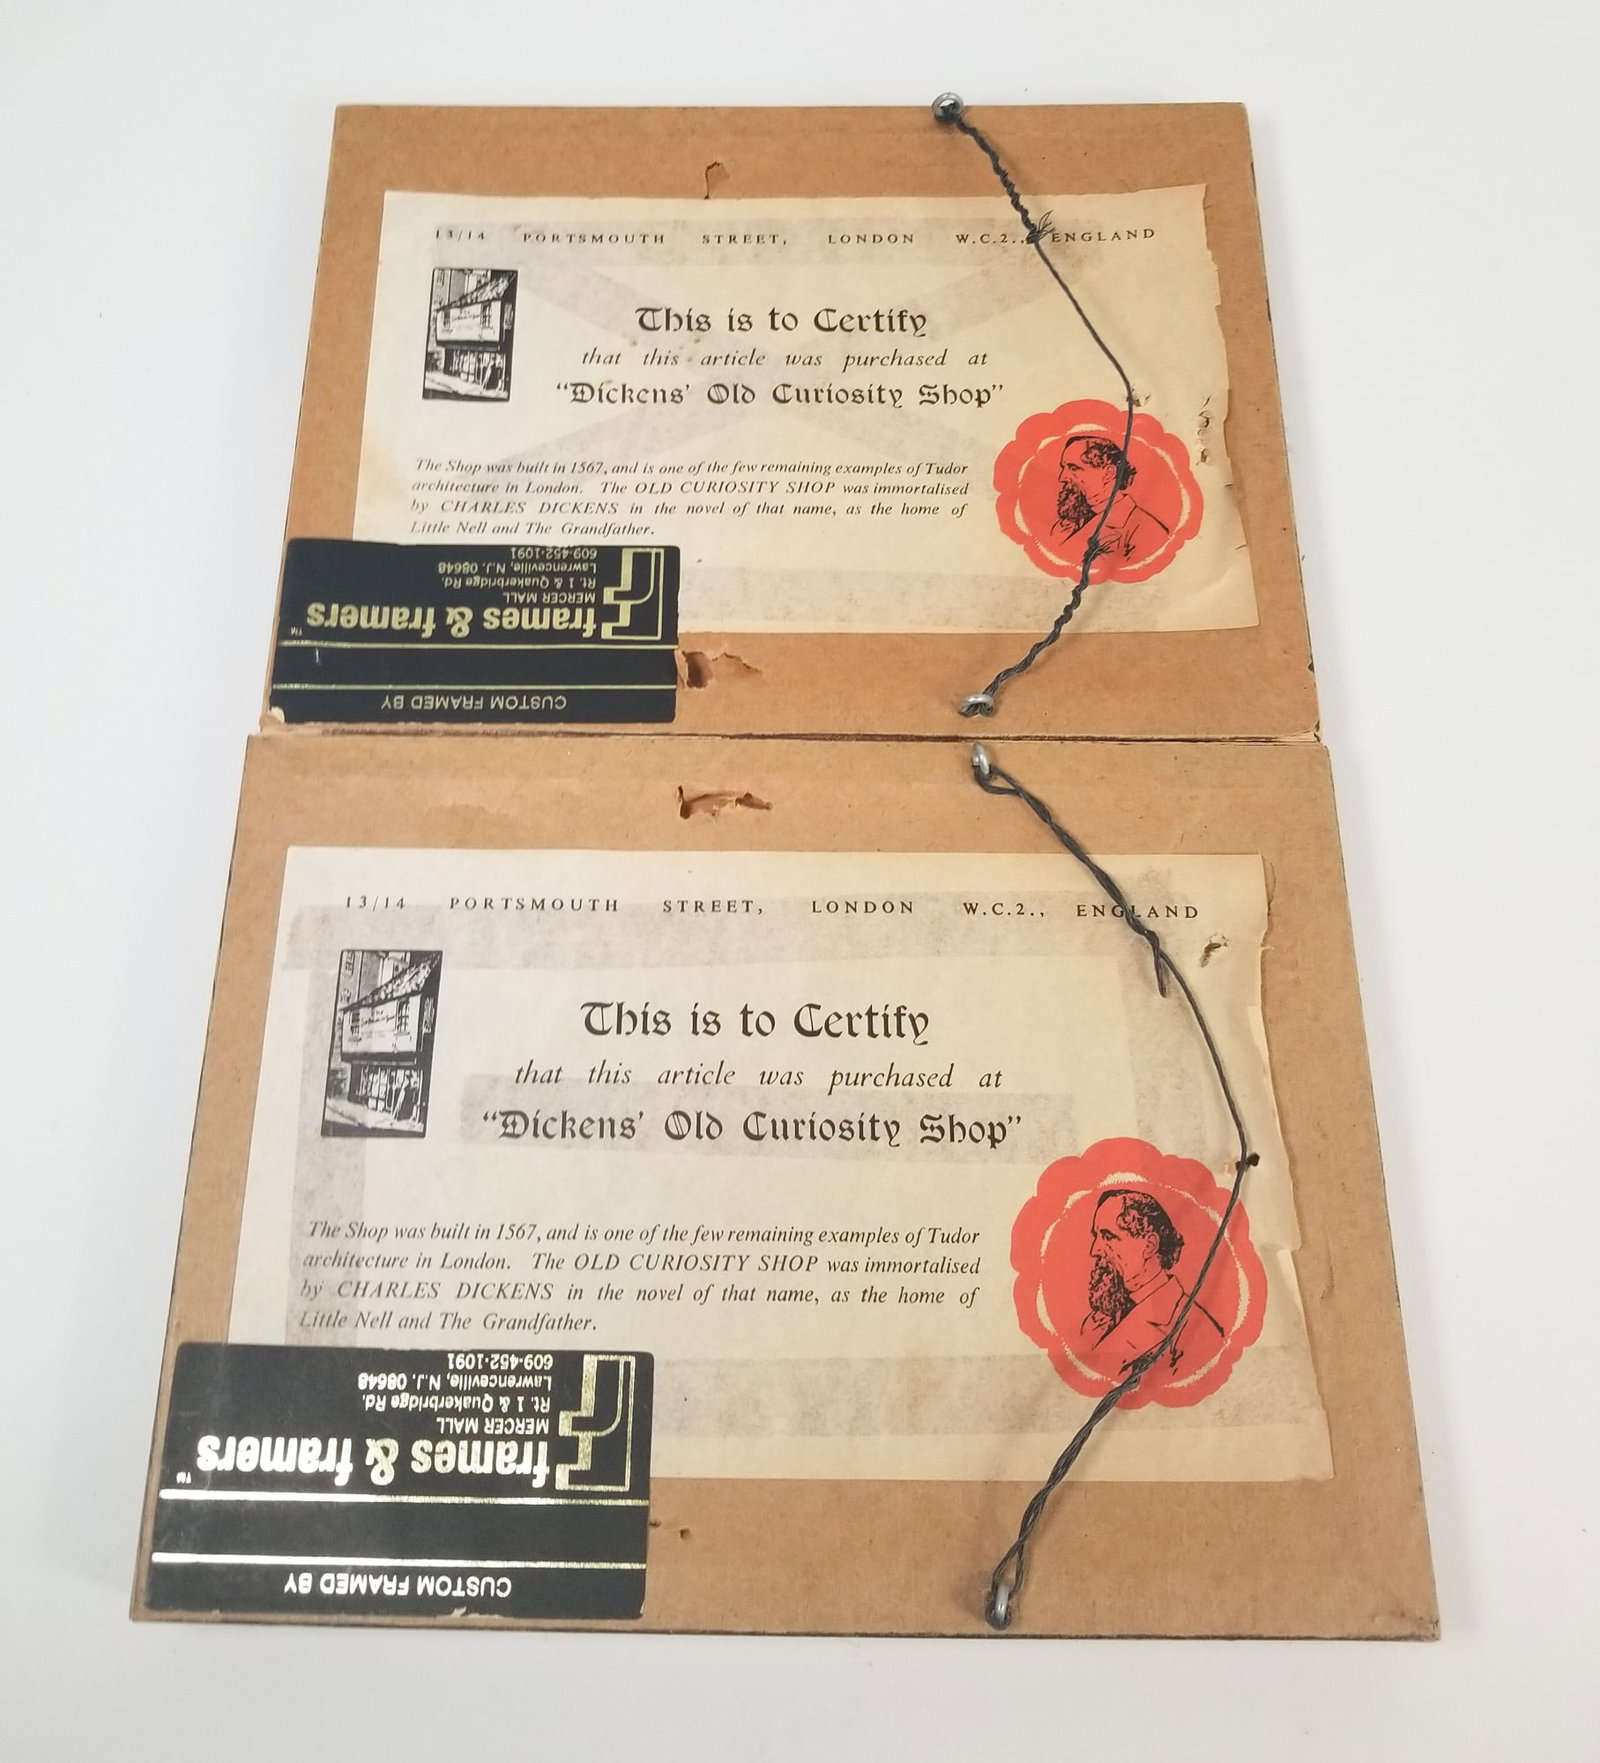 13/14 PORTSMOUTH STREET, LONDON W.C.2., ENGLAND
This is to Certify
that this article was purchased at
“Dickens' Old Curiosity Shop”
The Shop was built in 1567, and is one of the few remaining examples of Tudor
architecture in London. The OLD CURIOSITY SHOP was immortalised
by CHARLES DICKENS in the novel of that name, as the home of
Little Nell and The Grandfather.
CUSTOM FRAMED BY
frames & framers™
MERCER MALL
Rt. 1 & Quakerbridge Rd.
Lawrenceville, N.J. 08648
609-452-1091
13/14 PORTSMOUTH STREET, LONDON W.C.2., ENGLAND
This is to Certify
that this article was purchased at
“Dickens' Old Curiosity Shop”
The Shop was built in 1567, and is one of the few remaining examples of Tudor
architecture in London. The OLD CURIOSITY SHOP was immortalised
by CHARLES DICKENS in the novel of that name, as the home of
Little Nell and The Grandfather.
CUSTOM FRAMED BY
frames & framers™
MERCER MALL
Rt. 1 & Quakerbridge Rd.
Lawrenceville, N.J. 08648
609-452-1091